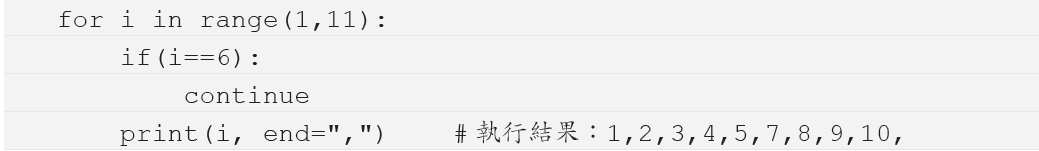 for i in range(1,11):
    if(i==6):
        continue
    print(i, end=",")    #執行結果：1,2,3,4,5,7,8,9,10,